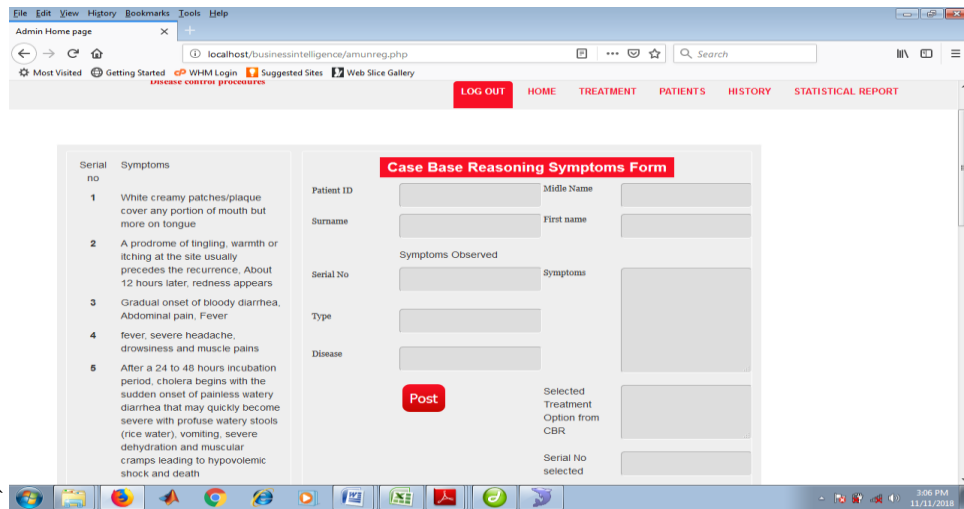 File Edit View History Bookmarks Tools Help
Admin Home page
localhost/businessintelligence/amunreg.php
Search
Most Visited Getting Started WHM Login Suggested Sites Web Slice Gallery
Disease control procedures
LOG OUT HOME TREATMENT PATIENTS HISTORY STATISTICAL REPORT
Serial no
Symptoms
1
White creamy patches/plaque
cover any portion of mouth but
more on tongue
2
A prodrome of tingling, warmth or
itching at the site usually
precedes the recurrence, About
12 hours later, redness appears
3
Gradual onset of bloody diarrhea,
Abdominal pain, Fever
4
fever, severe headache,
drowsiness and muscle pains
5
After a 24 to 48 hours incubation
period, cholera begins with the
sudden onset of painless watery
diarrhea that may quickly become
severe with profuse watery stools
(rice water), vomiting, severe
dehydration and muscular
cramps leading to hypovolemic
shock and death
Case Base Reasoning Symptoms Form
Patient ID
Midle Name
Surname
First name
Symptoms Observed
Serial No
Symptoms
Type
Disease
Post
Selected
Treatment
Option from
CBR
Serial No
selected
3:06 PM
11/11/2018